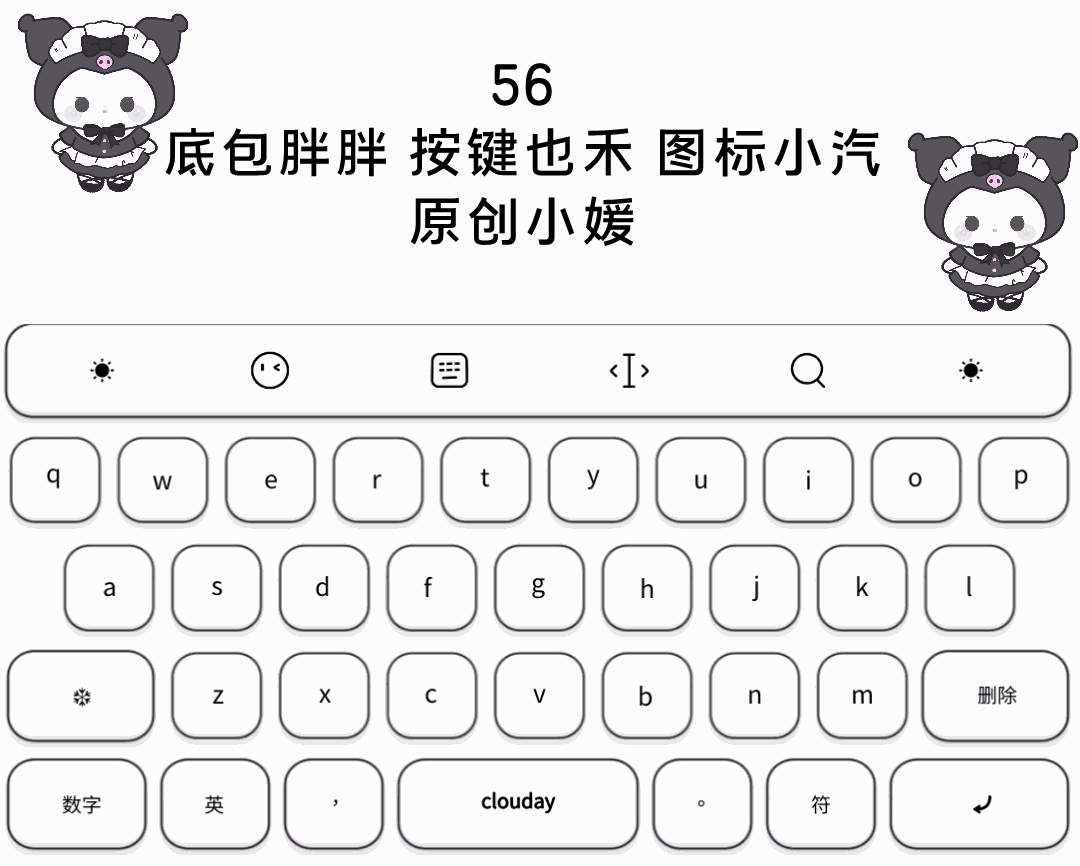 56
底包胖胖 按键也禾 图标小汽
原创小媛
q w e r t y u i o p
a s d f g h j k l
z x c v b n m 删除
数字 英 ， clouday 。 符